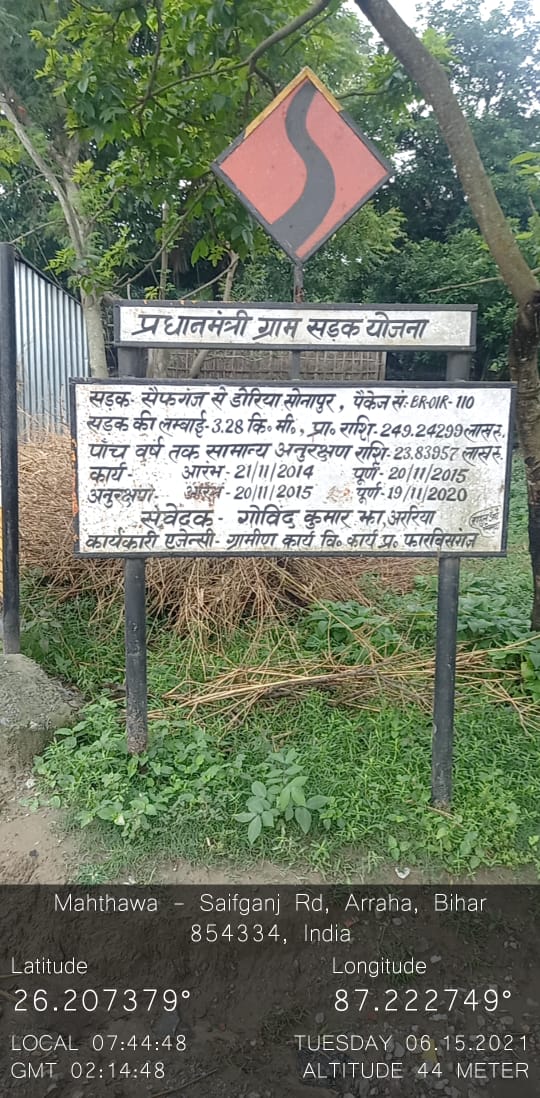 प्रधानमंत्री ग्राम सड़क योजना
सड़क- सैफगंज से डोरिया सोनापुर, पैकेज सं:-BR-01R-110
सड़क की लम्बाई-3.28 कि॰मी॰, प्रा॰ राशि-249.24299लाख रू.
पाँच वर्ष तक सामान्य अनुरक्षण राशि-23.83957 लाख रू.
कार्य- आरंभ-21/11/2014 पूर्ण-20/11/2015
अनुरक्षण- आरंभ-20/11/2015 पूर्ण-19/11/2020
संवेदक- गोविंद कुमार झा, अररिया
कार्यकारी एजेन्सी- ग्रामीण कार्य वि॰ कार्य प्र॰ फारबिसगंज
Mahthawa - Saifganj Rd, Arraha, Bihar
854334, India
Latitude Longitude
26.207379° 87.222749°
LOCAL 07:44:48 TUESDAY 06.15.2021
GMT 02:14:48 ALTITUDE 44 METER